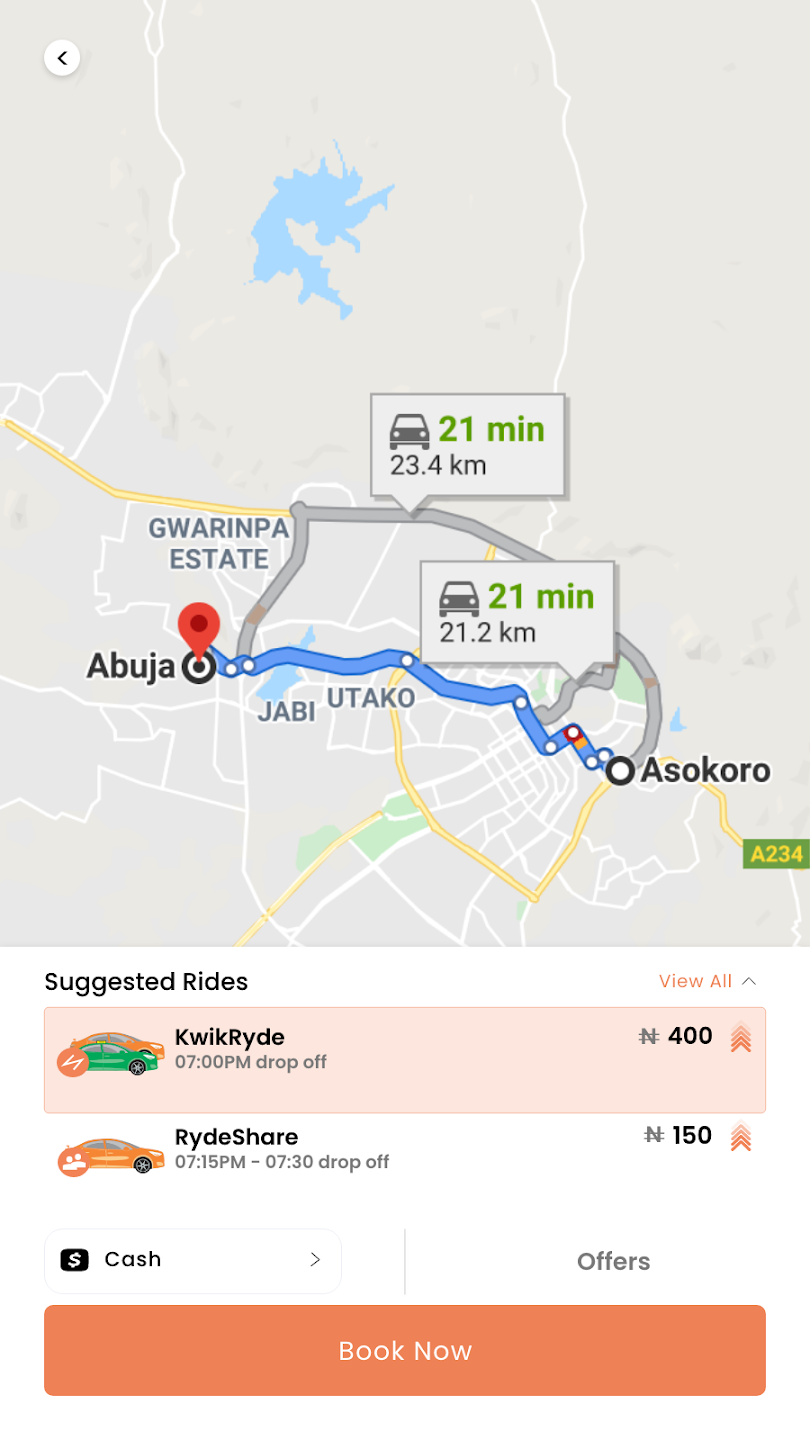 21 min
23.4 km
GWARINPA
ESTATE
21 min
21.2 km
Abuja
JABI
UTAKO
Asokoro
A234
Suggested Rides
View All
KwikRyde
₦ 400
07:00PM drop off
RydeShare
₦ 150
07:15PM - 07:30 drop off
Cash
Offers
Book Now